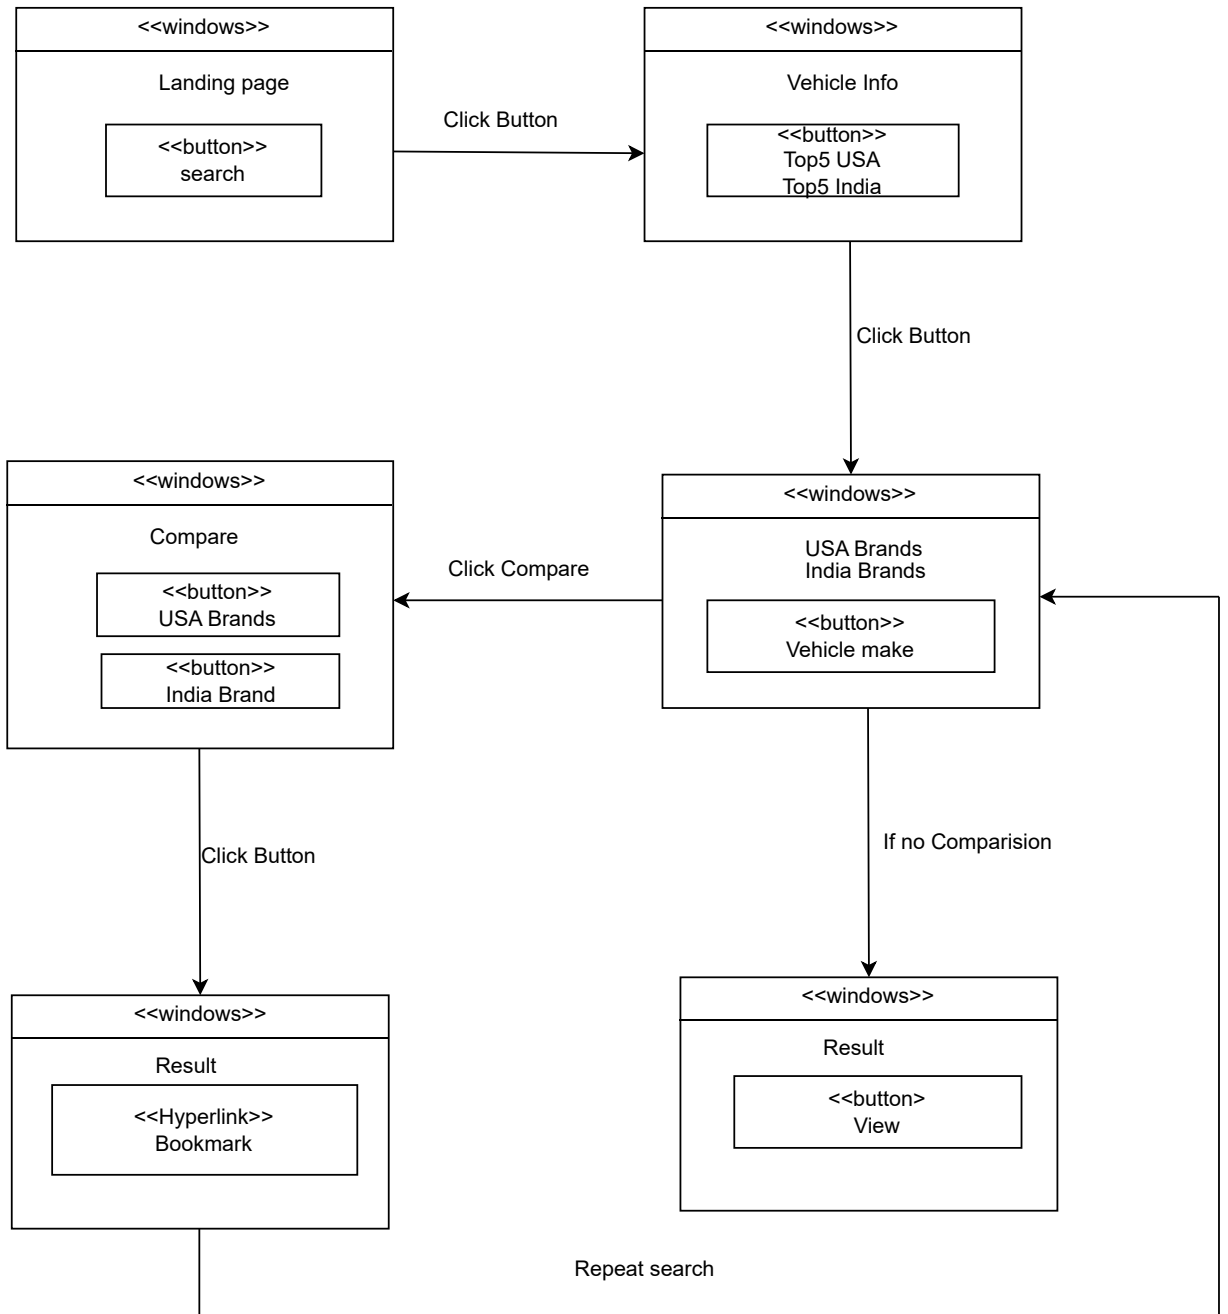 <<windows>>
Landing page
<<button>>
search
Click Button
<<windows>>
Vehicle Info
<<button>>
Top5 USA
Top5 India
Click Button
<<windows>>
Compare
<<button>>
USA Brands
<<button>>
India Brand
Click Compare
<<windows>>
USA Brands
India Brands
<<button>>
Vehicle make
Click Button
If no Comparision
<<windows>>
Result
<<Hyperlink>>
Bookmark
<<windows>>
Result
<<button>
View
Repeat search